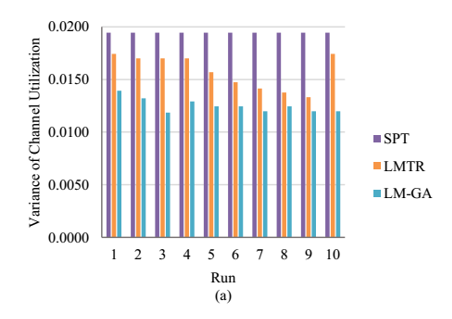 Variance of Channel Utilization
0.0200
0.0150
0.0100
0.0050
0.0000
1 2 3 4 5 6 7 8 9 10
Run
(a)
SPT
LMTR
LM-GA